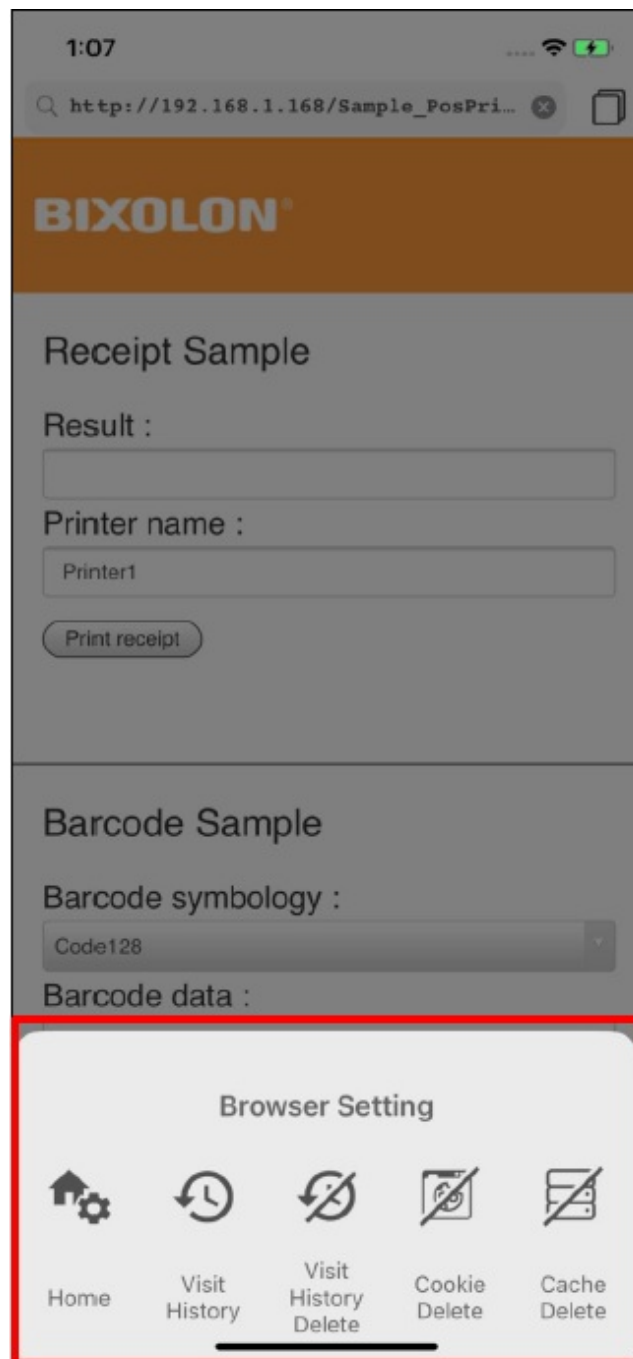 1:07
http://192.168.1.168/Sample_PosPri…
BIXOLON®
Receipt Sample
Result :
Printer name :
Printer1
Print receipt
Barcode Sample
Barcode symbology :
Code128
Barcode data :
Browser Setting
Home
Visit
History
Visit
History
Delete
Cookie
Delete
Cache
Delete